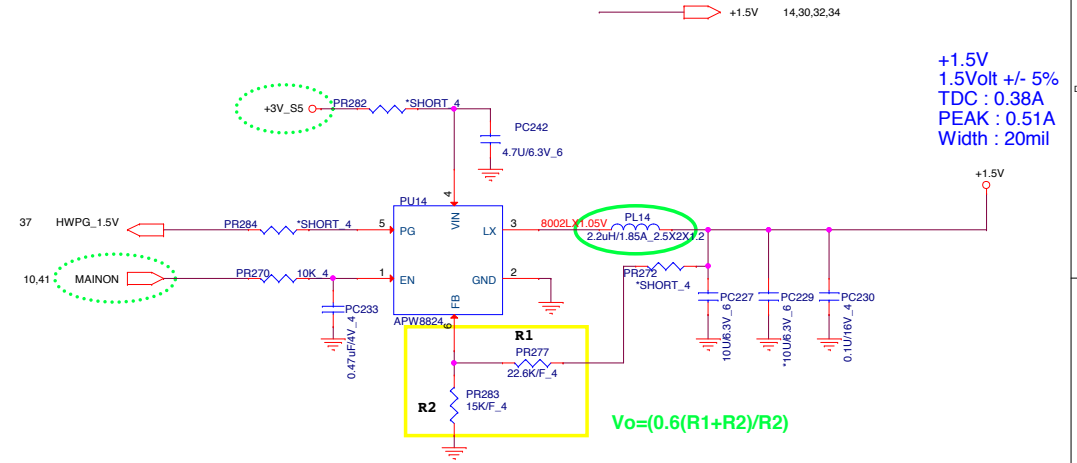 +1.5V 14,30,32,34
+1.5V
1.5Volt +/- 5%
TDC : 0.38A
PEAK : 0.51A
Width : 20mil
+3V_S5
PR282
*SHORT_4
PC242
4.7U/6.3V_6
+1.5V
PU14
4
VIN
37 HWPG_1.5V
PR284
*SHORT_4
5
PG
LX
3
8002LX1.05V
PL14
2.2uH/1.85A_2.5X2X1.2
10,41 MAINON
PR270
10K_4
1
EN
GND
2
PR272
*SHORT_4
PC233
0.47uF/4V_4
FB
6
APW8824
PC227
10U/6.3V_6
PC229
*10U/6.3V_6
PC230
0.1U/16V_4
R1
PR277
22.6K/F_4
R2
PR283
15K/F_4
Vo=(0.6(R1+R2)/R2)